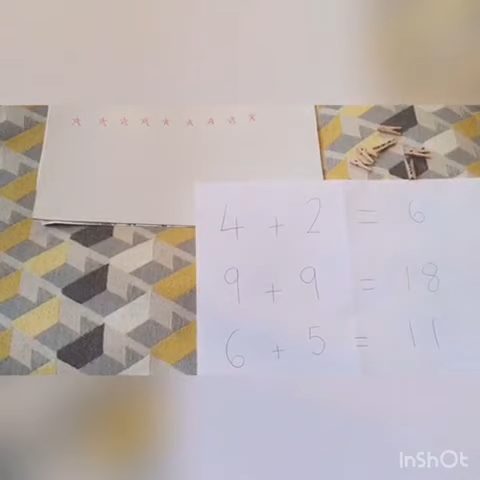 4 + 2 = 6
9 + 9 = 18
6 + 5 = 11
InShOt